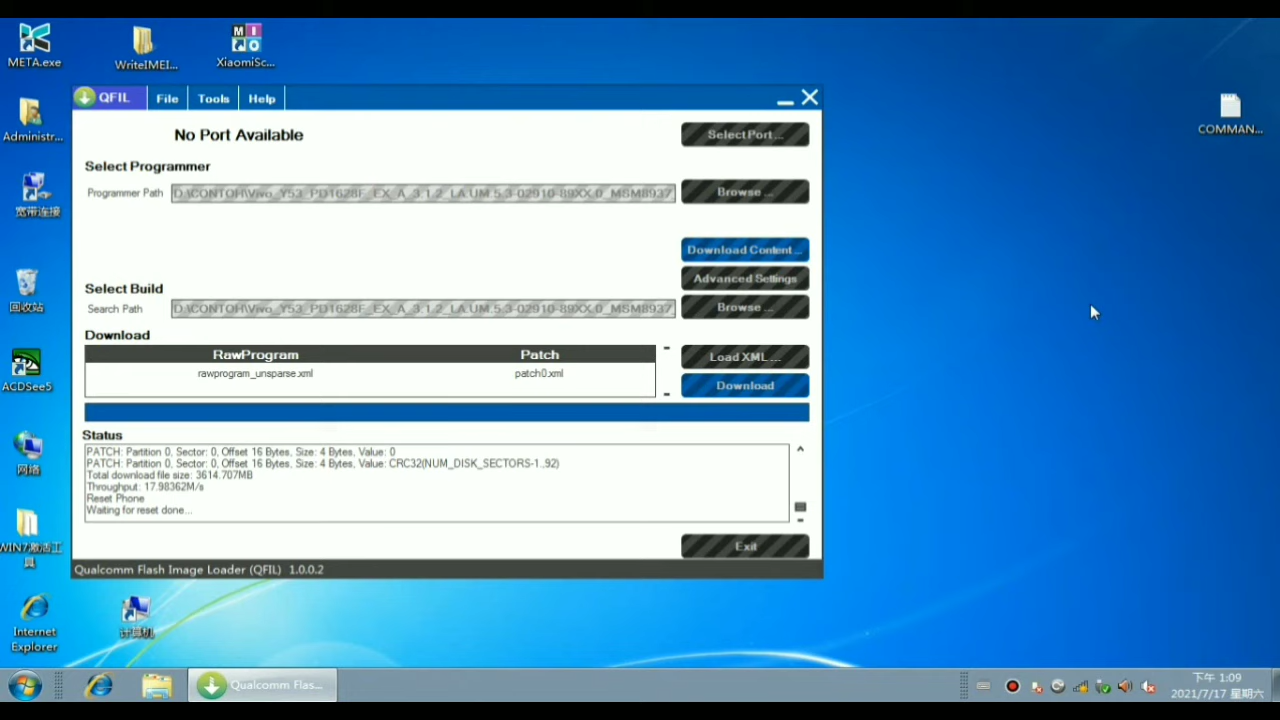 META.exe
WriteIMEI...
XiaomiSc...
QFIL
File
Tools
Help
No Port Available
Select Port ...
Administr...
COMMAN...
Select Programmer
Programmer Path
D:\CONTOH\Vivo_Y53_PD1628F_EX_A_3.1.2_LA.UM.5.3-02910-89XX.0_MSM8937
Browse ...
宽带连接
Download Content ...
Advanced Settings
Select Build
Search Path
D:\CONTOH\Vivo_Y53_PD1628F_EX_A_3.1.2_LA.UM.5.3-02910-89XX.0_MSM8937
Browse ...
回收站
Download
RawProgram
Patch
Load XML ...
rawprogram_unsparse.xml
patch0.xml
Download
ACDSee5
Status
PATCH: Partition 0, Sector: 0, Offset 16 Bytes, Size: 4 Bytes, Value: 0
PATCH: Partition 0, Sector: 0, Offset 16 Bytes, Size: 4 Bytes, Value: CRC32(NUM_DISK_SECTORS-1.,92)
Total download file size: 3614.707MB
Throughput: 17.98362M/s
Reset Phone
Waiting for reset done...
网络
WIN7激活工
具
Exit
Qualcomm Flash Image Loader (QFIL) 1.0.0.2
Internet
Explorer
计算机
Qualcomm Flas...
下午 1:09
2021/7/17 星期六